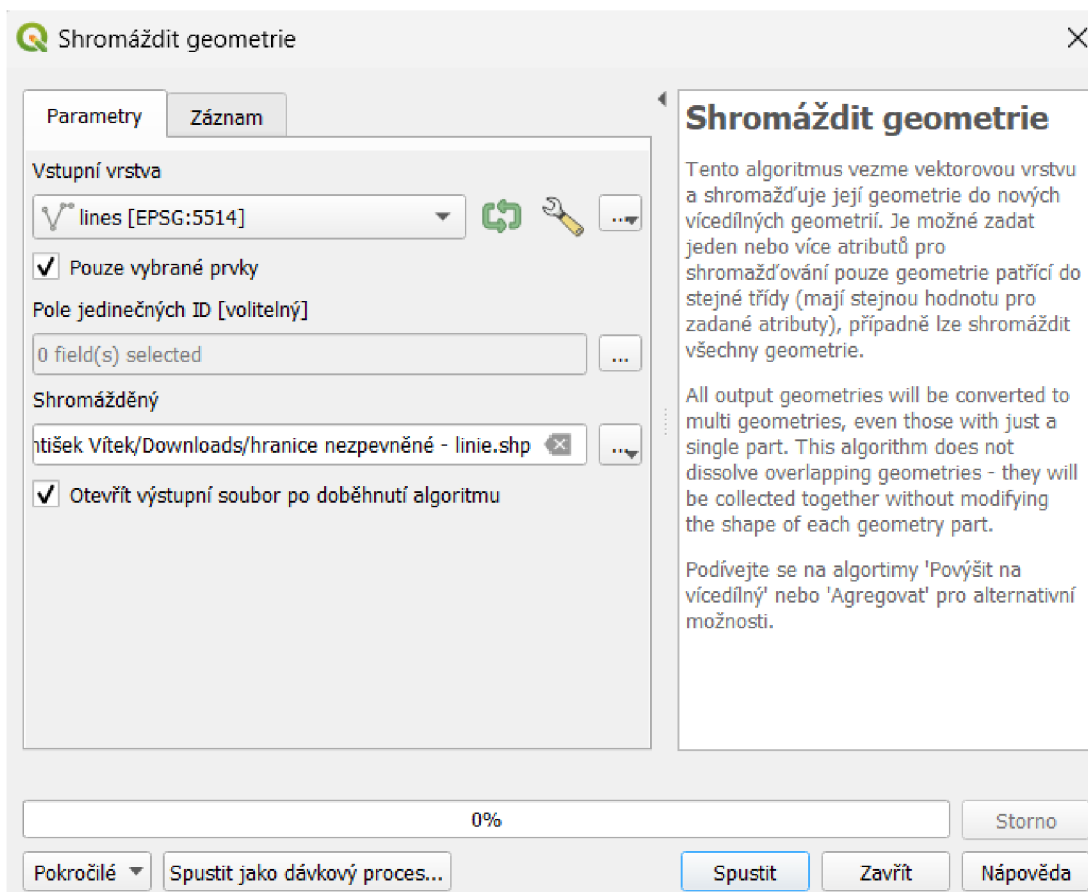 Shromáždit geometrie
Parametry
Záznam
Vstupní vrstva
lines [EPSG:5514]
...
Pouze vybrané prvky
Pole jedinečných ID [volitelný]
0 field(s) selected
...
Shromážděný
ntišek Vítek/Downloads/hranice nezpevněné - linie.shp
...
Otevřít výstupní soubor po doběhnutí algoritmu
Shromáždit geometrie
Tento algoritmus vezme vektorovou vrstvu
a shromažďuje její geometrie do nových
vícedílných geometrií. Je možné zadat
jeden nebo více atributů pro
shromažďování pouze geometrie patřící do
stejné třídy (mají stejnou hodnotu pro
zadané atributy), případně lze shromáždit
všechny geometrie.
All output geometries will be converted to
multi geometries, even those with just a
single part. This algorithm does not
dissolve overlapping geometries - they will
be collected together without modifying
the shape of each geometry part.
Podívejte se na algortimy 'Povýšit na
vícedílný' nebo 'Agregovat' pro alternativní
možnosti.
0%
Storno
Pokročilé
Spustit jako dávkový proces...
Spustit
Zavřít
Nápověda